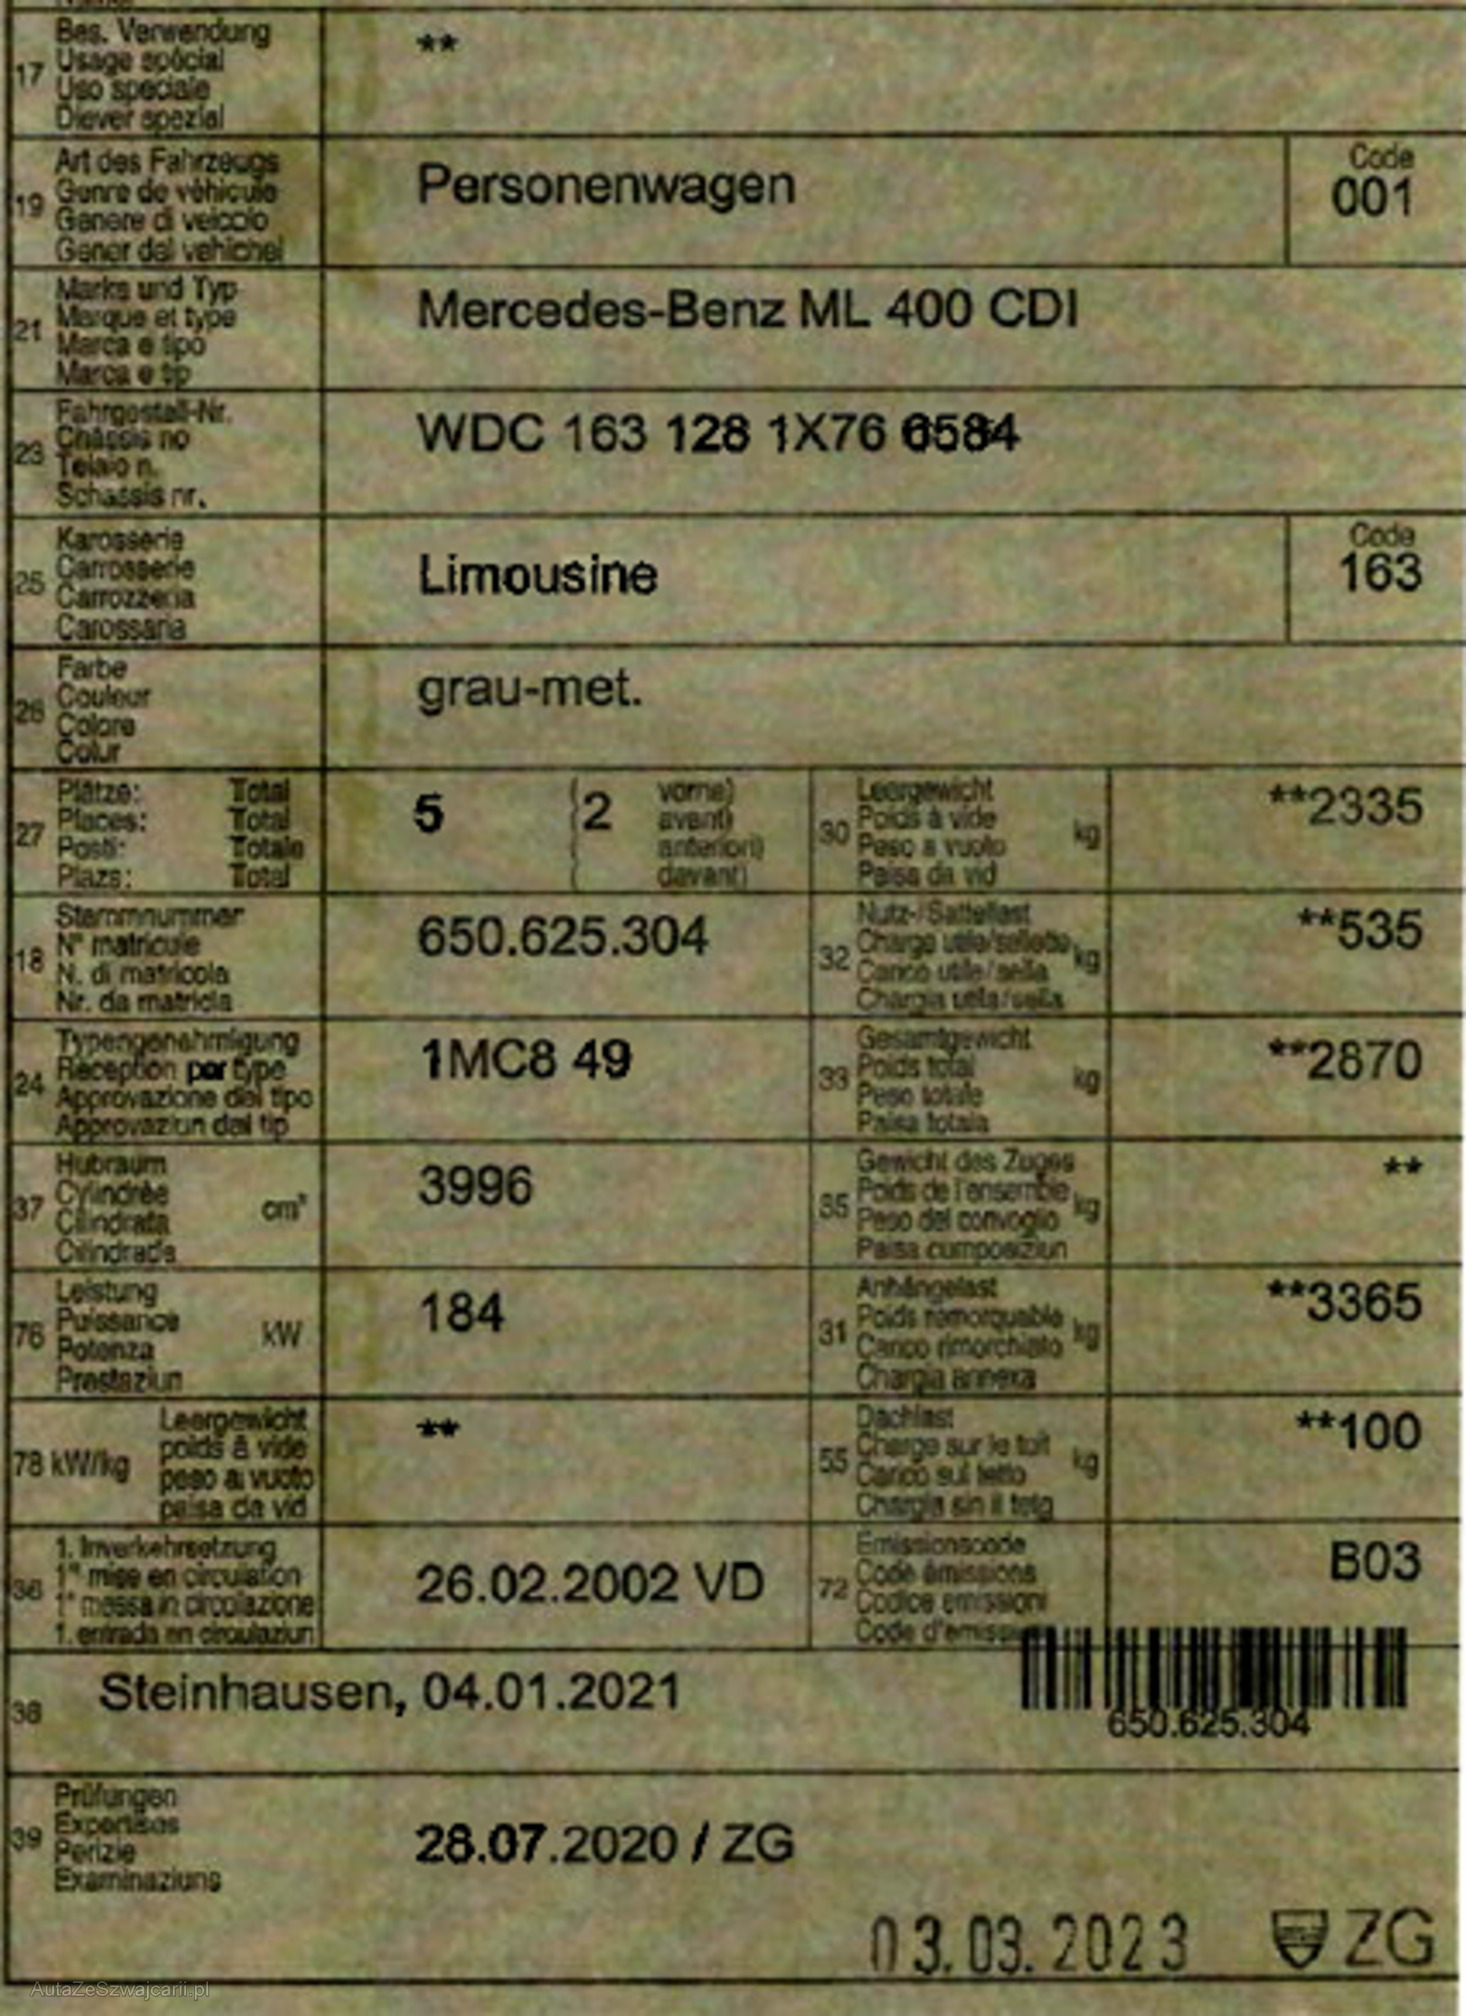 Bes. Verwendung
17 Usage spécial **
Uso speciale
Diever spezial
Art des Fahrzeugs Code
19 Genre de véhicule Personenwagen 001
Genere di veicolo
Gener dal vehichel
Marke und Typ
21 Marque et type Mercedes-Benz ML 400 CDI
Marca e tipo
Marca e tip
Fahrgestell-Nr.
23 Châssis no WDC 163 128 1X76 6584
Telaio n.
Schassis nr.
Karosserie Code
25 Carrosserie Limousine 163
Carrozzeria
Carossaria
Farbe
26 Couleur grau-met.
Colore
Colur
Plätze: Total vorne) Leergewicht
27 Places: Total 5 (2 avant) 30 Poids à vide kg **2335
Posti: Totale anteriori) Peso a vuoto
Plazs: Total davant) Paisa da vid
Stammnummer Nutz-/Sattellast
18 N° matricule 650.625.304 32 Charge utile/sellette kg **535
N. di matricola Carico utile/sella
Nr. da matricla Chargia utila/sella
Typengenehmigung Gesamtgewicht
24 Réception par type 1MC8 49 33 Poids total kg **2870
Approvazione del tipo Peso totale
Approvaziun dal tip Paisa totala
Hubraum Gewicht des Zuges
37 Cylindrée cm³ 3996 35 Poids de l'ensemble kg **
Cilindrata Peso del convoglio
Cilindrada Paisa cumposiziun
Leistung Anhängelast
76 Puissance kW 184 31 Poids remorquable kg **3365
Potenza Carico rimorchiato
Prestaziun Chargia annexa
Leergewicht Dachlast
78 kW/kg poids à vide ** 55 Charge sur le toit kg **100
peso a vuoto Carico sul tetto
paisa da vid Chargia sin il tetg
1. Inverkehrsetzung Emissionscode
36 1re mise en circulation 26.02.2002 VD 72 Code émissions B03
1a messa in circolazione Codice emissioni
1. entrada en circulaziun Code d'emissi
38 Steinhausen, 04.01.2021
650.625.304
Prüfungen
39 Expertises 28.07.2020 / ZG
Perizie
Examinaziuns
03.03.2023 ZG
AutaZeSzwajcarii.pl